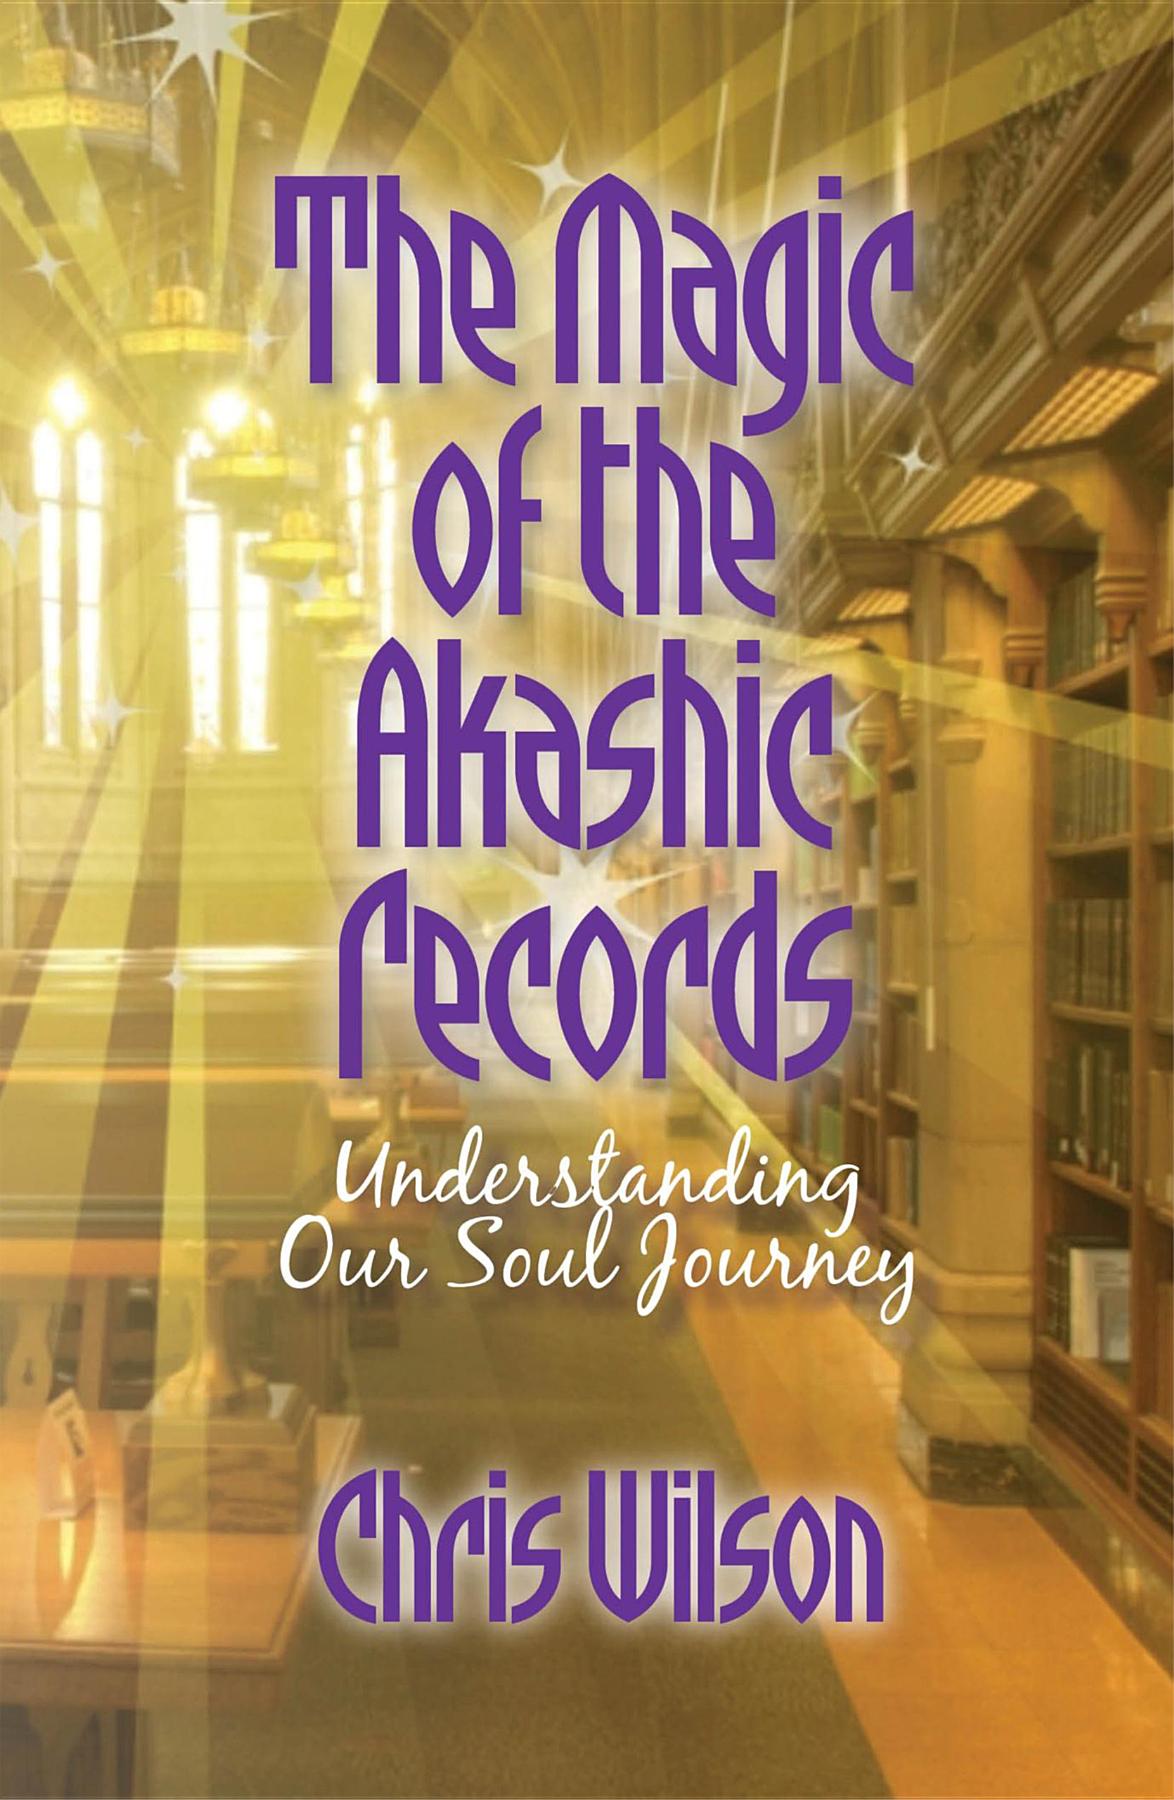 The Magic
of the
Akashic
records
Understanding
Our Soul Journey
Chris Wilson